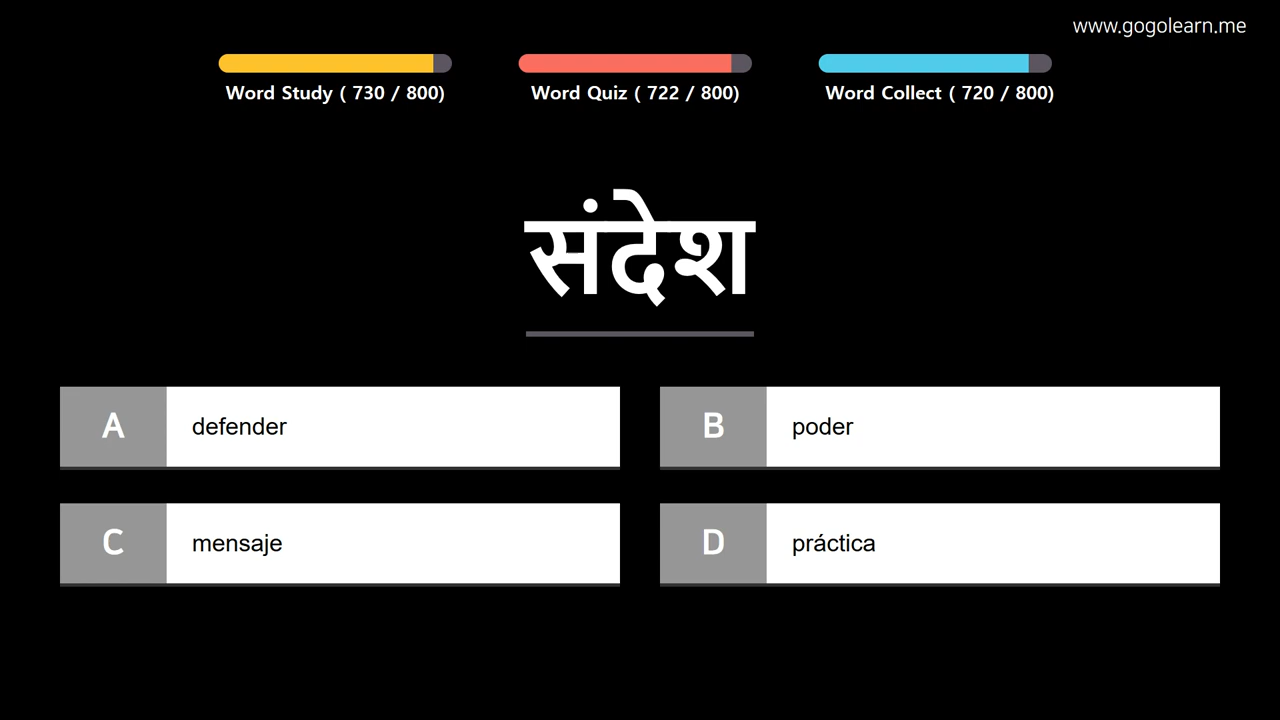 www.gogolearn.me
Word Study ( 730 / 800)
Word Quiz ( 722 / 800)
Word Collect ( 720 / 800)
संदेश
A
defender
B
poder
C
mensaje
D
práctica